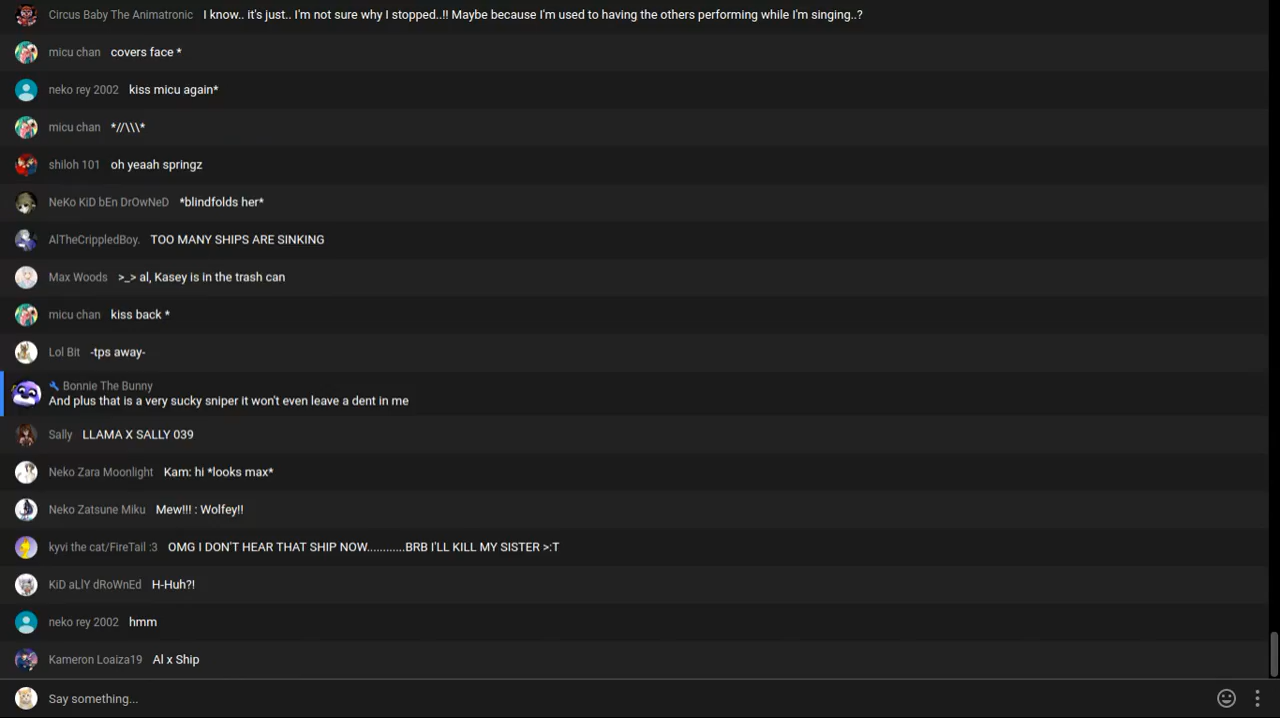 Circus Baby The Animatronic I know.. it's just.. I'm not sure why I stopped..!! Maybe because I'm used to having the others performing while I'm singing..?
micu chan covers face *
neko rey 2002 kiss micu again*
micu chan *//\\\*
shiloh 101 oh yeaah springz
NeKo KiD bEn DrOwNeD *blindfolds her*
AlTheCrippledBoy. TOO MANY SHIPS ARE SINKING
Max Woods >_> al, Kasey is in the trash can
micu chan kiss back *
Lol Bit -tps away-
Bonnie The Bunny
And plus that is a very sucky sniper it won't even leave a dent in me
Sally LLAMA X SALLY 039
Neko Zara Moonlight Kam: hi *looks max*
Neko Zatsune Miku Mew!!! : Wolfey!!
kyvi the cat/FireTail :3 OMG I DON'T HEAR THAT SHIP NOW...........BRB I'LL KILL MY SISTER >:T
KiD aLlY dRoWnEd H-Huh?!
neko rey 2002 hmm
Kameron Loaiza19 Al x Ship
Say something...